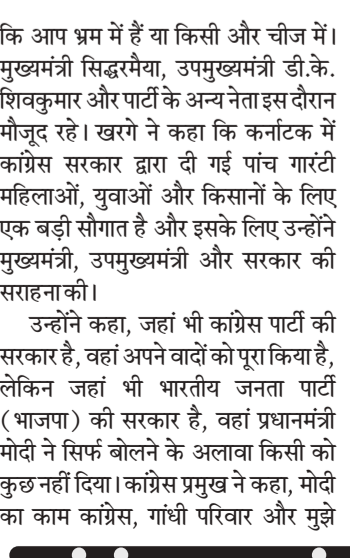 कि आप भ्रम में हैं या किसी और चीज में।
मुख्यमंत्री सिद्धरमैया, उपमुख्यमंत्री डी.के.
शिवकुमार और पार्टी के अन्य नेता इस दौरान
मौजूद रहे। खरगे ने कहा कि कर्नाटक में
कांग्रेस सरकार द्वारा दी गई पांच गारंटी
महिलाओं, युवाओं और किसानों के लिए
एक बड़ी सौगात है और इसके लिए उन्होंने
मुख्यमंत्री, उपमुख्यमंत्री और सरकार की
सराहना की।
उन्होंने कहा, जहां भी कांग्रेस पार्टी की
सरकार है, वहां अपने वादों को पूरा किया है,
लेकिन जहां भी भारतीय जनता पार्टी
(भाजपा) की सरकार है, वहां प्रधानमंत्री
मोदी ने सिर्फ बोलने के अलावा किसी को
कुछ नहीं दिया। कांग्रेस प्रमुख ने कहा, मोदी
का काम कांग्रेस, गांधी परिवार और मुझे